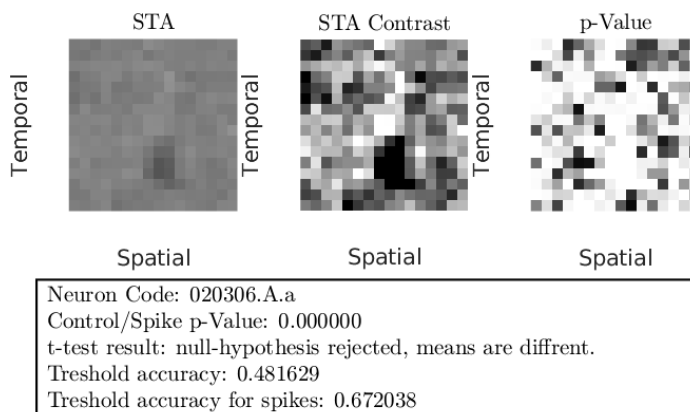 STA
STA Contrast
p-Value
Temporal
Temporal
Temporal
Spatial
Spatial
Spatial
Neuron Code: 020306.A.a
Control/Spike p-Value: 0.000000
t-test result: null-hypothesis rejected, means are diffrent.
Treshold accuracy: 0.481629
Treshold accuracy for spikes: 0.672038